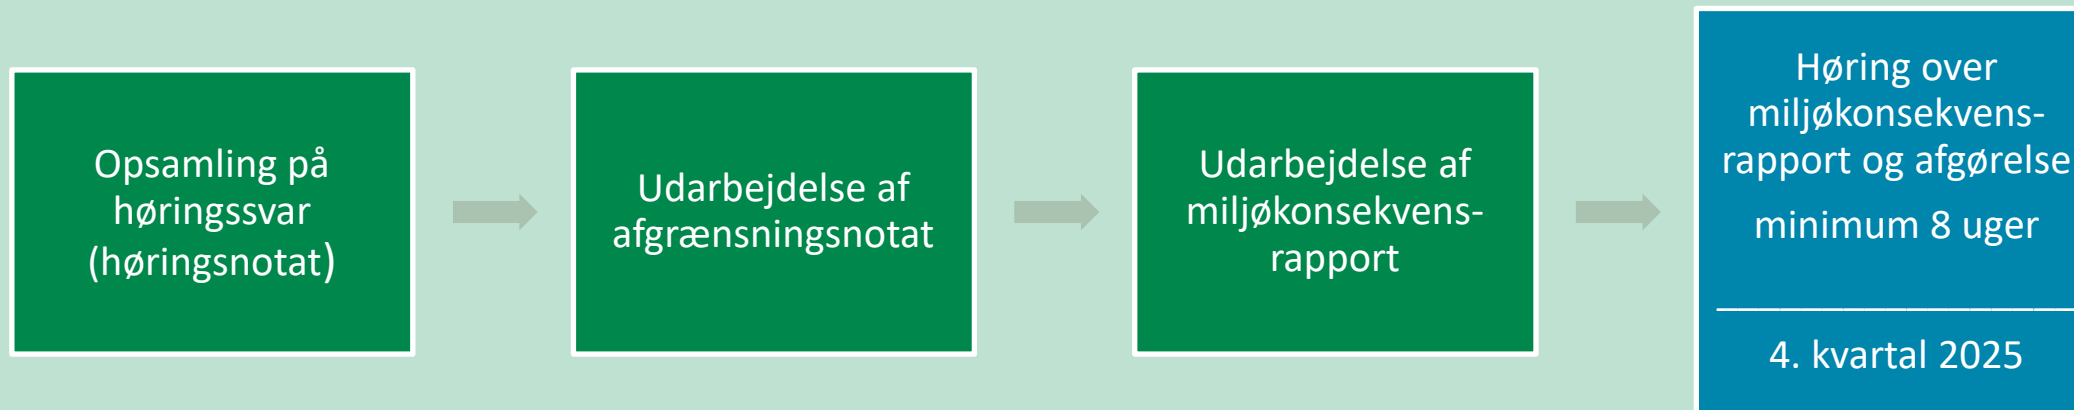 Opsamling på
høringssvar
(høringsnotat)
Udarbejdelse af
afgrænsningsnotat
Udarbejdelse af
miljøkonsekvens-
rapport
Høring over
miljøkonsekvens-
rapport og afgørelse
minimum 8 uger
4. kvartal 2025